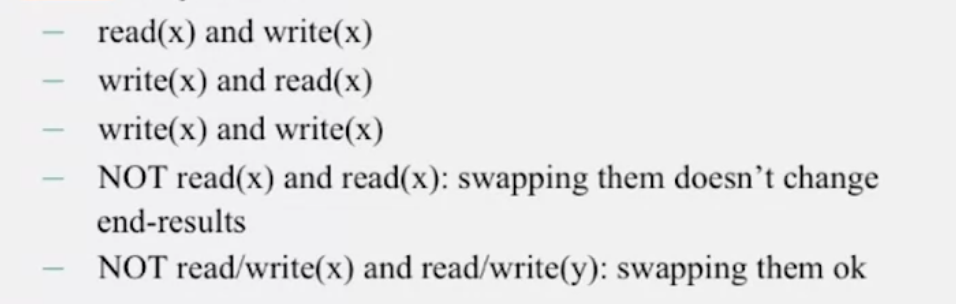 – read(x) and write(x)
– write(x) and read(x)
– write(x) and write(x)
– NOT read(x) and read(x): swapping them doesn’t change
end-results
– NOT read/write(x) and read/write(y): swapping them ok